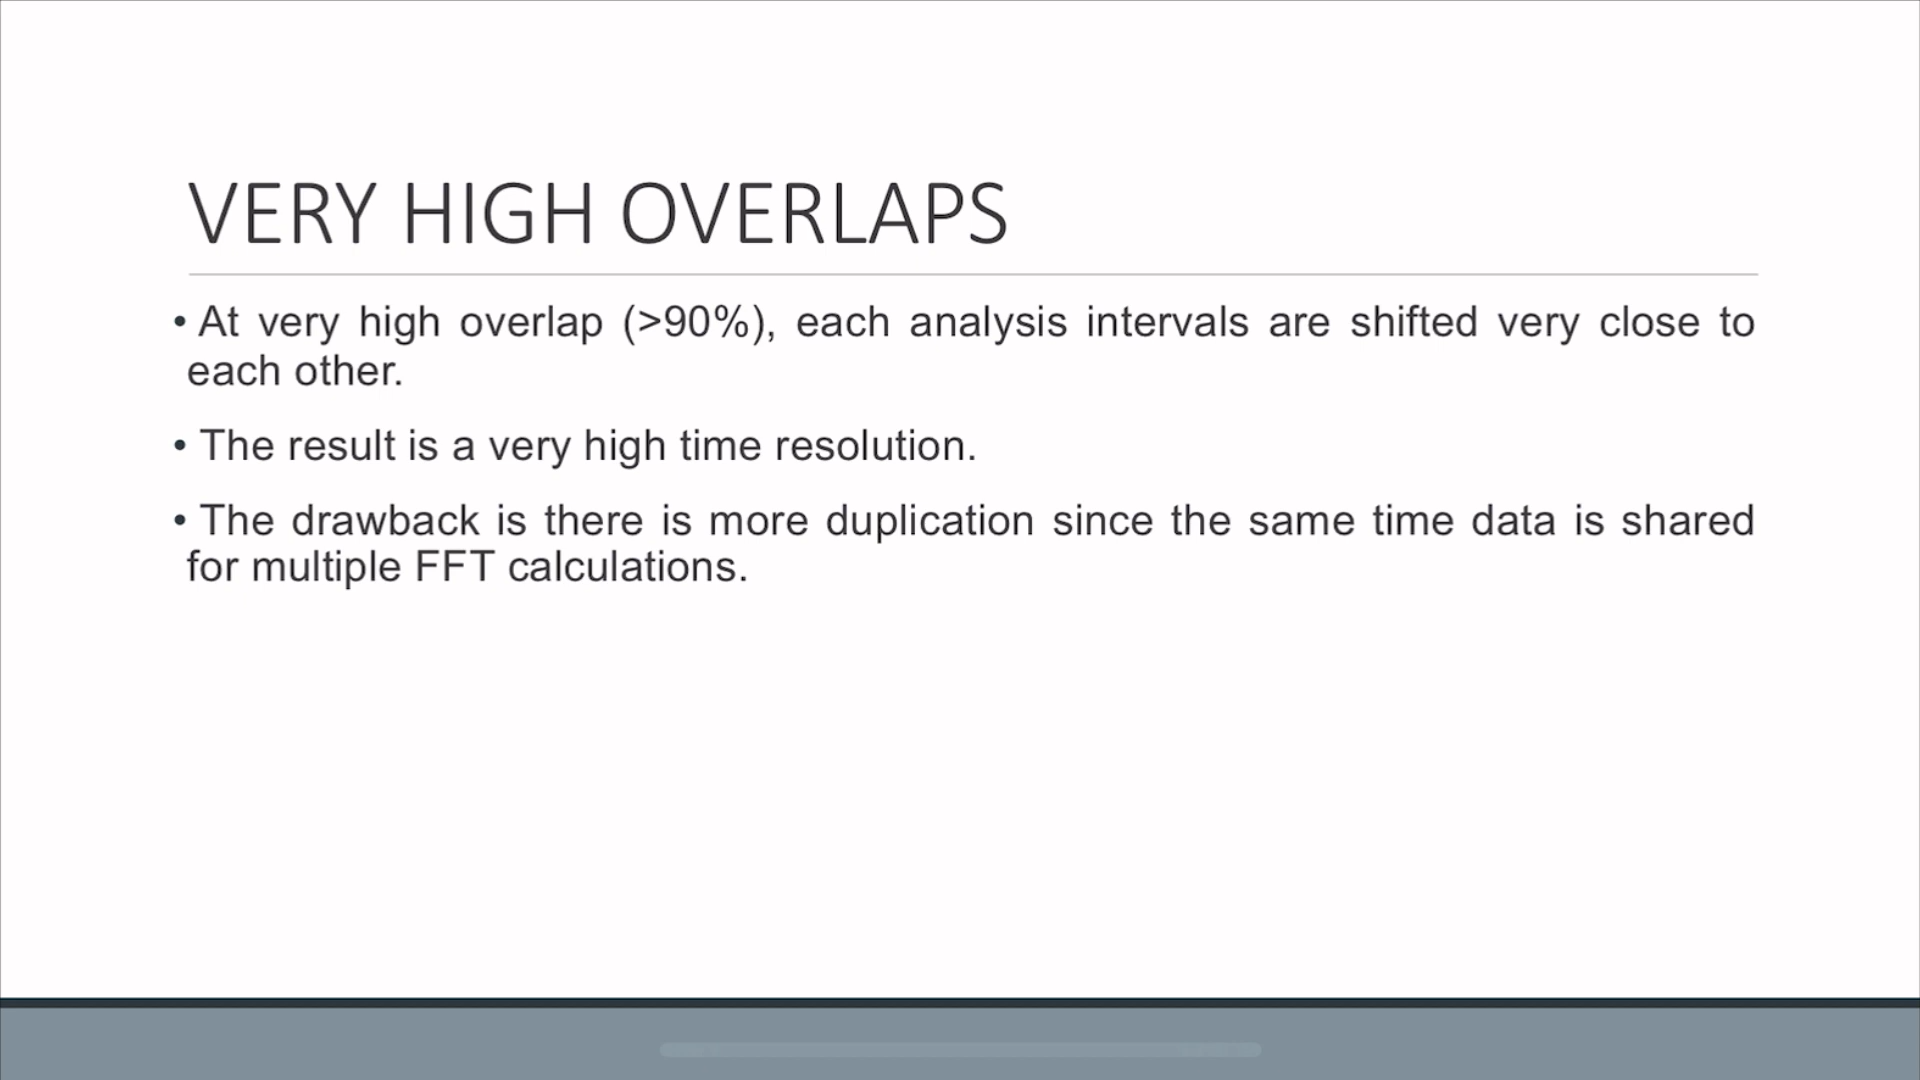 VERY HIGH OVERLAPS
• At very high overlap (>90%), each analysis intervals are shifted very close to
each other.
• The result is a very high time resolution.
• The drawback is there is more duplication since the same time data is shared
for multiple FFT calculations.